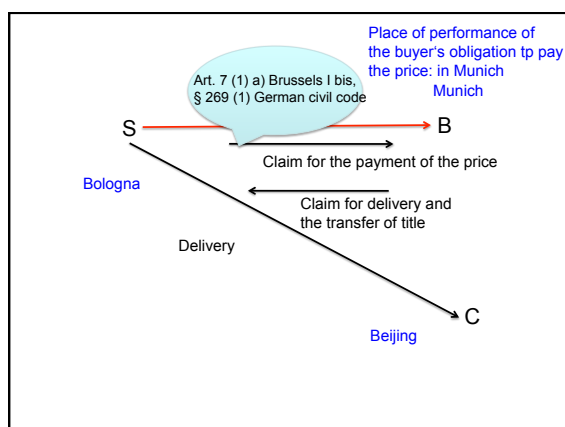 Place of performance of
the buyer's obligation tp pay
the price: in Munich
Munich
Art. 7 (1) a) Brussels I bis,
§ 269 (1) German civil code
S
B
Claim for the payment of the price
Bologna
Claim for delivery and
the transfer of title
Delivery
C
Beijing